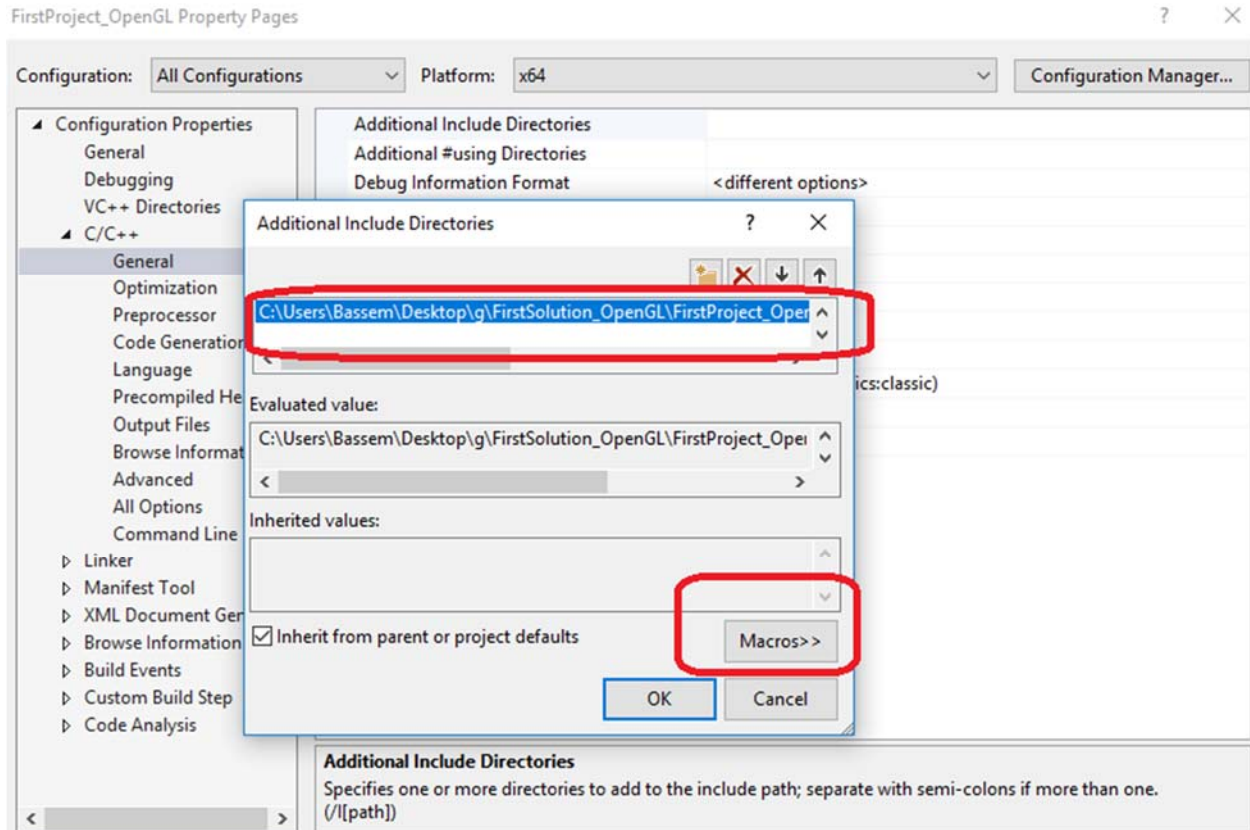 FirstProject_OpenGL Property Pages
Configuration: All Configurations Platform: x64 Configuration Manager...
Configuration Properties
General
Debugging
VC++ Directories
C/C++
General
Optimization
Preprocessor
Code Generation
Language
Precompiled He
Output Files
Browse Informat
Advanced
All Options
Command Line
Linker
Manifest Tool
XML Document Ger
Browse Information
Build Events
Custom Build Step
Code Analysis
Additional Include Directories
Additional #using Directories
Debug Information Format <different options>
ics:classic)
Additional Include Directories
C:\Users\Bassem\Desktop\g\FirstSolution_OpenGL\FirstProject_Oper
Evaluated value:
C:\Users\Bassem\Desktop\g\FirstSolution_OpenGL\FirstProject_Oper
Inherited values:
Inherit from parent or project defaults
Macros>>
OK Cancel
Additional Include Directories
Specifies one or more directories to add to the include path; separate with semi-colons if more than one.
(/I[path])